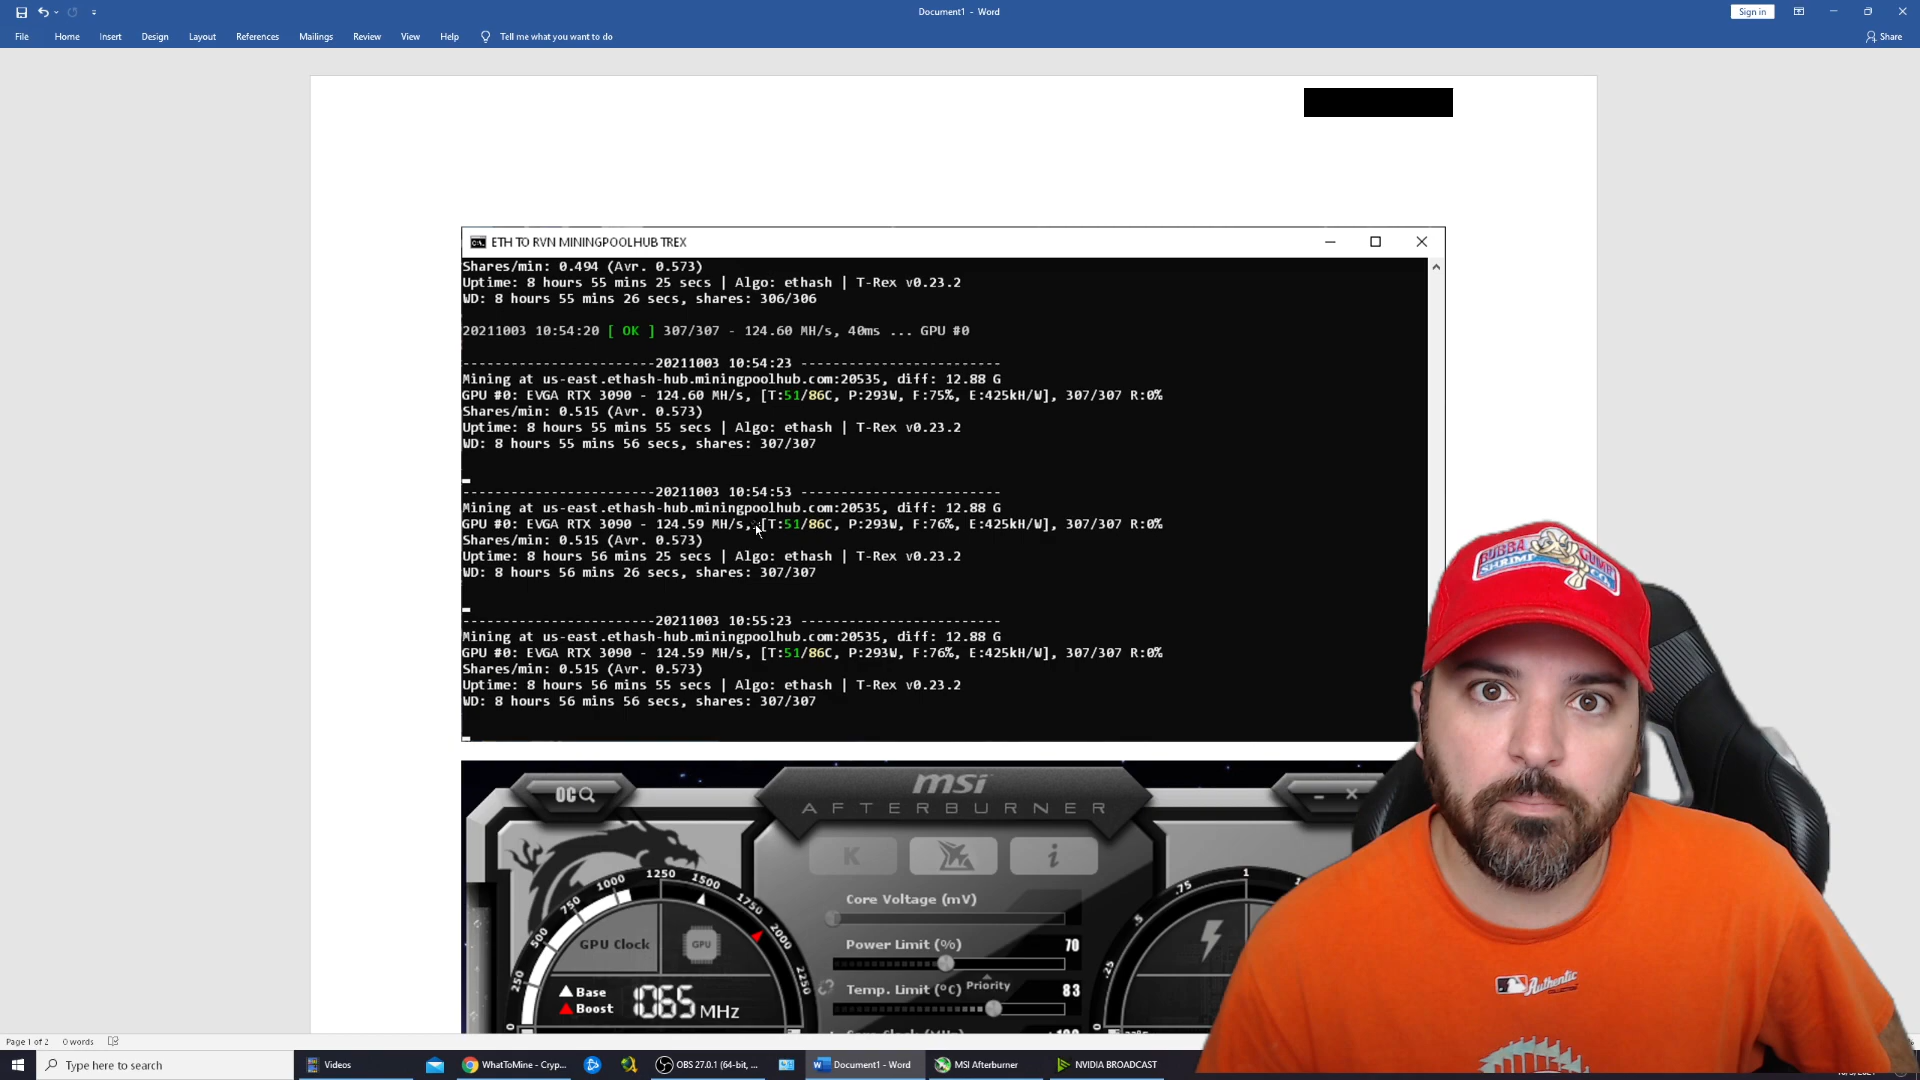 Document1 - Word
Sign in
File Home Insert Design Layout References Mailings Review View Help Tell me what you want to do
Share
ETH TO RVN MININGPOOLHUB TREX
Shares/min: 0.494 (Avr. 0.573)
Uptime: 8 hours 55 mins 25 secs | Algo: ethash | T-Rex v0.23.2
WD: 8 hours 55 mins 26 secs, shares: 306/306
20211003 10:54:20 [ OK ] 307/307 - 124.60 MH/s, 40ms ... GPU #0
------------------------20211003 10:54:23 -------------------------
Mining at us-east.ethash-hub.miningpoolhub.com:20535, diff: 12.88 G
GPU #0: EVGA RTX 3090 - 124.60 MH/s, [T:51/86C, P:293W, F:75%, E:425kH/W], 307/307 R:0%
Shares/min: 0.515 (Avr. 0.573)
Uptime: 8 hours 55 mins 55 secs | Algo: ethash | T-Rex v0.23.2
WD: 8 hours 55 mins 56 secs, shares: 307/307
------------------------20211003 10:54:53 -------------------------
Mining at us-east.ethash-hub.miningpoolhub.com:20535, diff: 12.88 G
GPU #0: EVGA RTX 3090 - 124.59 MH/s, [T:51/86C, P:293W, F:76%, E:425kH/W], 307/307 R:0%
Shares/min: 0.515 (Avr. 0.573)
Uptime: 8 hours 56 mins 25 secs | Algo: ethash | T-Rex v0.23.2
WD: 8 hours 56 mins 26 secs, shares: 307/307
------------------------20211003 10:55:23 -------------------------
Mining at us-east.ethash-hub.miningpoolhub.com:20535, diff: 12.88 G
GPU #0: EVGA RTX 3090 - 124.59 MH/s, [T:51/86C, P:293W, F:76%, E:425kH/W], 307/307 R:0%
Shares/min: 0.515 (Avr. 0.573)
Uptime: 8 hours 56 mins 55 secs | Algo: ethash | T-Rex v0.23.2
WD: 8 hours 56 mins 56 secs, shares: 307/307
BUBBA GUMP
SHRIMP CO.
OC
msi
AFTERBURNER
K i
250 500 750 1000 1250 1500 1750 2000 2250
GPU Clock
GPU
Base
Boost
1065 MHz
Core Voltage (mV)
Power Limit (%) 70
Priority
Temp. Limit (°C) 83
0 .25 .5 .75 1
Authentic
Page 1 of 2 0 words
Type here to search
Videos
WhatToMine - Cryp...
OBS 27.0.1 (64-bit, ...
Document1 - Word
MSI Afterburner
NVIDIA BROADCAST